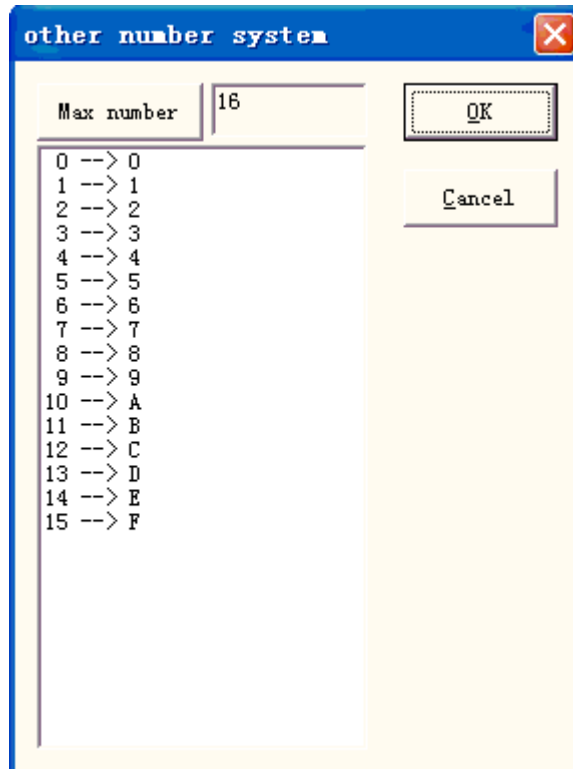 other number system
Max number
16
OK
Cancel
0 --> 0
1 --> 1
2 --> 2
3 --> 3
4 --> 4
5 --> 5
6 --> 6
7 --> 7
8 --> 8
9 --> 9
10 --> A
11 --> B
12 --> C
13 --> D
14 --> E
15 --> F